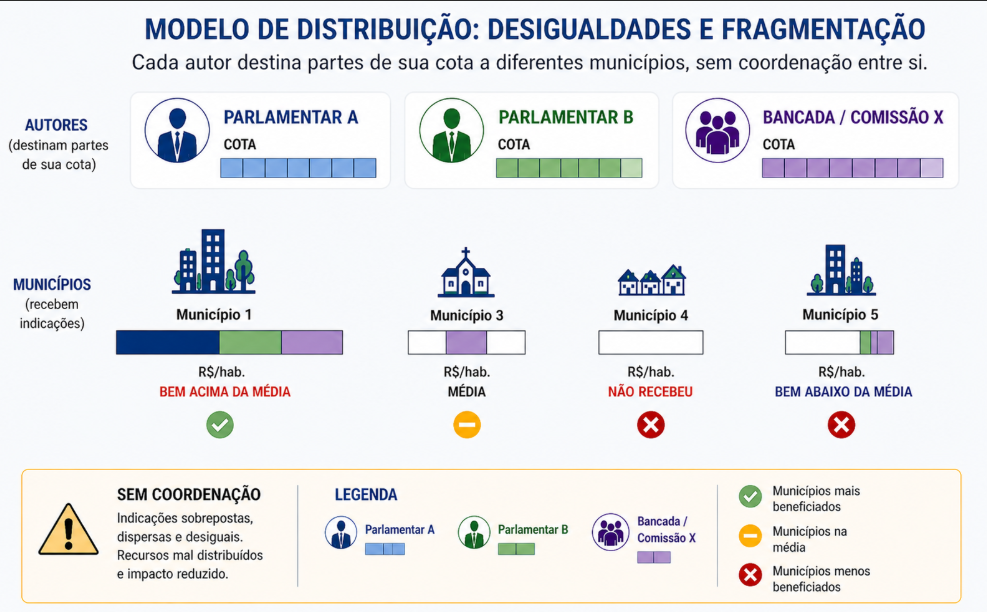 MODELO DE DISTRIBUIÇÃO: DESIGUALDADES E FRAGMENTAÇÃO
Cada autor destina partes de sua cota a diferentes municípios, sem coordenação entre si.
AUTORES
(destinam partes
de sua cota)
PARLAMENTAR A
COTA
PARLAMENTAR B
COTA
BANCADA / COMISSÃO X
COTA
MUNICÍPIOS
(recebem
indicações)
Município 1
R$/hab.
BEM ACIMA DA MÉDIA
Município 3
R$/hab.
MÉDIA
Município 4
R$/hab.
NÃO RECEBEU
Município 5
R$/hab.
BEM ABAIXO DA MÉDIA
SEM COORDENAÇÃO
Indicações sobrepostas,
dispersas e desiguais.
Recursos mal distribuídos
e impacto reduzido.
LEGENDA
Parlamentar A
Parlamentar B
Bancada /
Comissão X
Municípios mais
beneficiados
Municípios na
média
Municípios menos
beneficiados